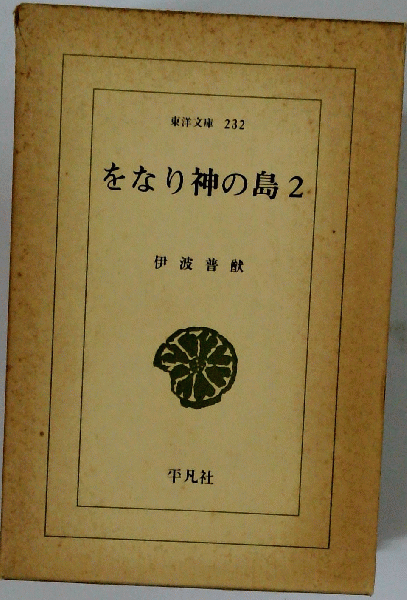 東洋文庫 232
をなり神の島 2
伊波普猷
平凡社